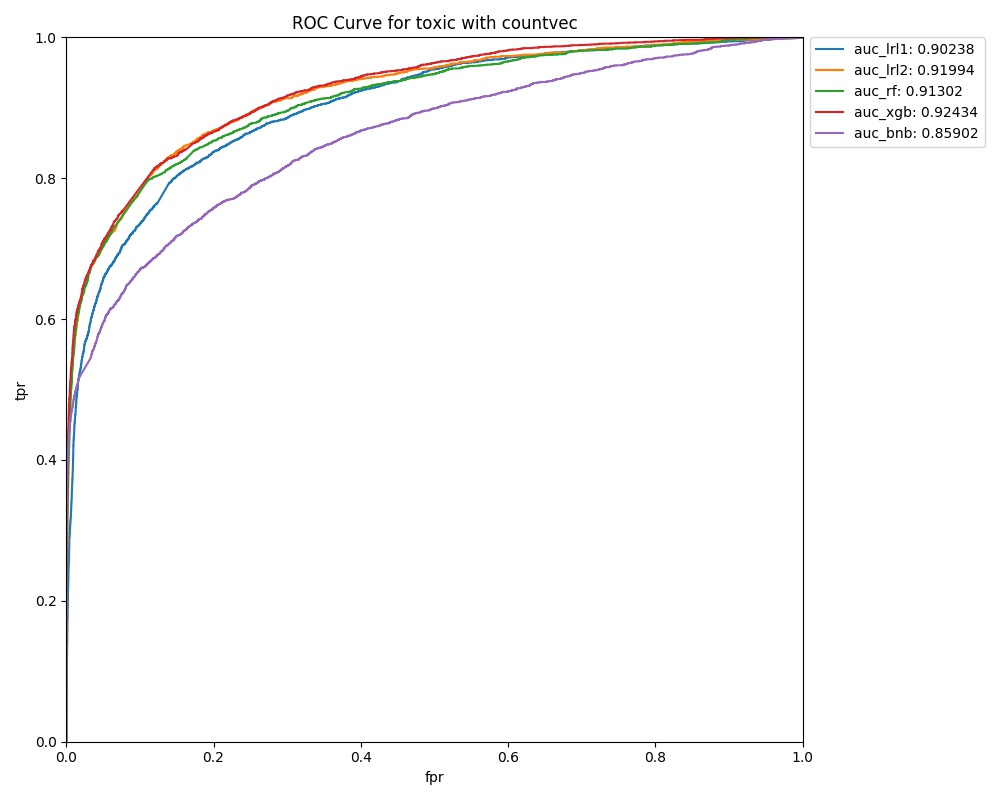 ROC Curve for toxic with countvec
1.0
0.8
0.6
0.4
0.2
0.0
tpr
0.0 0.2 0.4 0.6 0.8 1.0
fpr
auc_lrl1: 0.90238
auc_lrl2: 0.91994
auc_rf: 0.91302
auc_xgb: 0.92434
auc_bnb: 0.85902